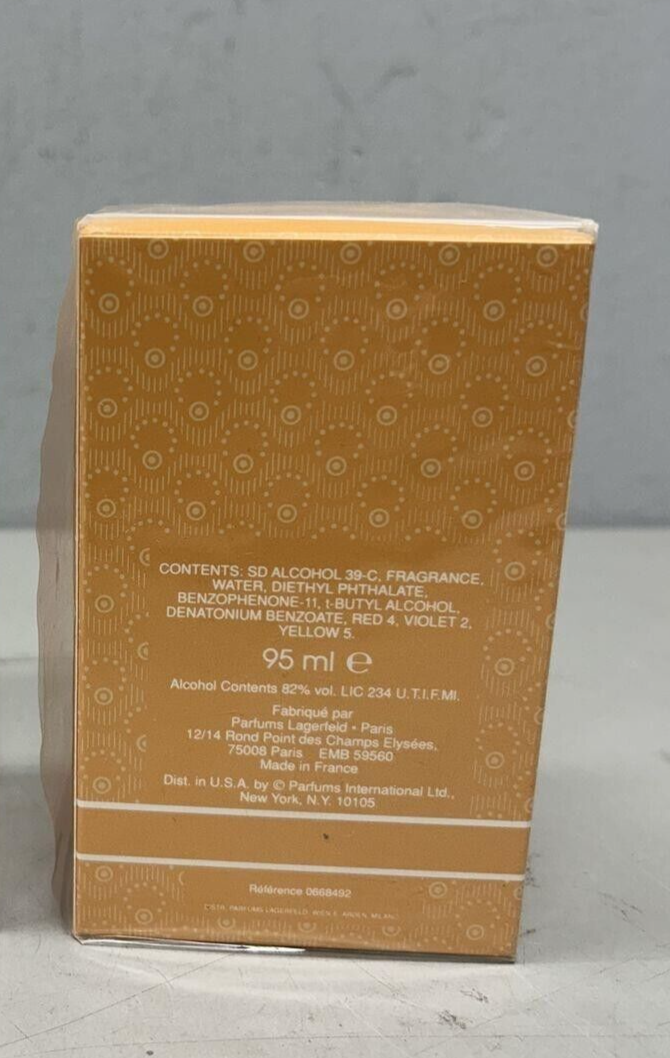 CONTENTS: SD ALCOHOL 39-C, FRAGRANCE,
WATER, DIETHYL PHTHALATE,
BENZOPHENONE-11, t-BUTYL ALCOHOL,
DENATONIUM BENZOATE, RED 4, VIOLET 2,
YELLOW 5.
95 ml ℮
Alcohol Contents 82% vol. LIC 234 U.T.I.F.MI.
Fabriqué par
Parfums Lagerfeld • Paris
12/14 Rond Point des Champs Elysées,
75008 Paris EMB 59560
Made in France
Dist. in U.S.A. by © Parfums International Ltd.,
New York, N.Y. 10105
Référence 0668492
PARFUMS LAGERFELD